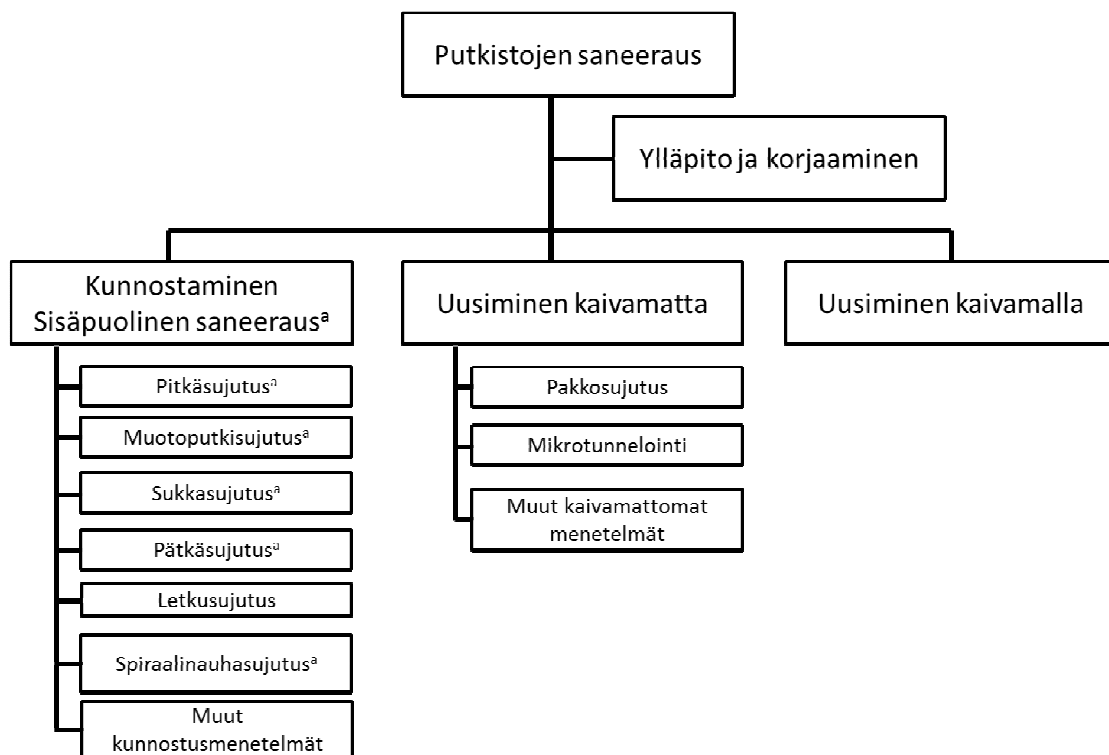 Putkistojen saneeraus
Ylläpito ja korjaaminen
Kunnostaminen
Sisäpuolinen saneerausᵃ
Pitkäsujutusᵃ
Muotoputkisujutusᵃ
Sukkasujutusᵃ
Pätkäsujutusᵃ
Letkusujutus
Spiraalinauhasujutusᵃ
Muut
kunnostusmenetelmät
Uusiminen kaivamatta
Pakkosujutus
Mikrotunnelointi
Muut kaivamattomat
menetelmät
Uusiminen kaivamalla